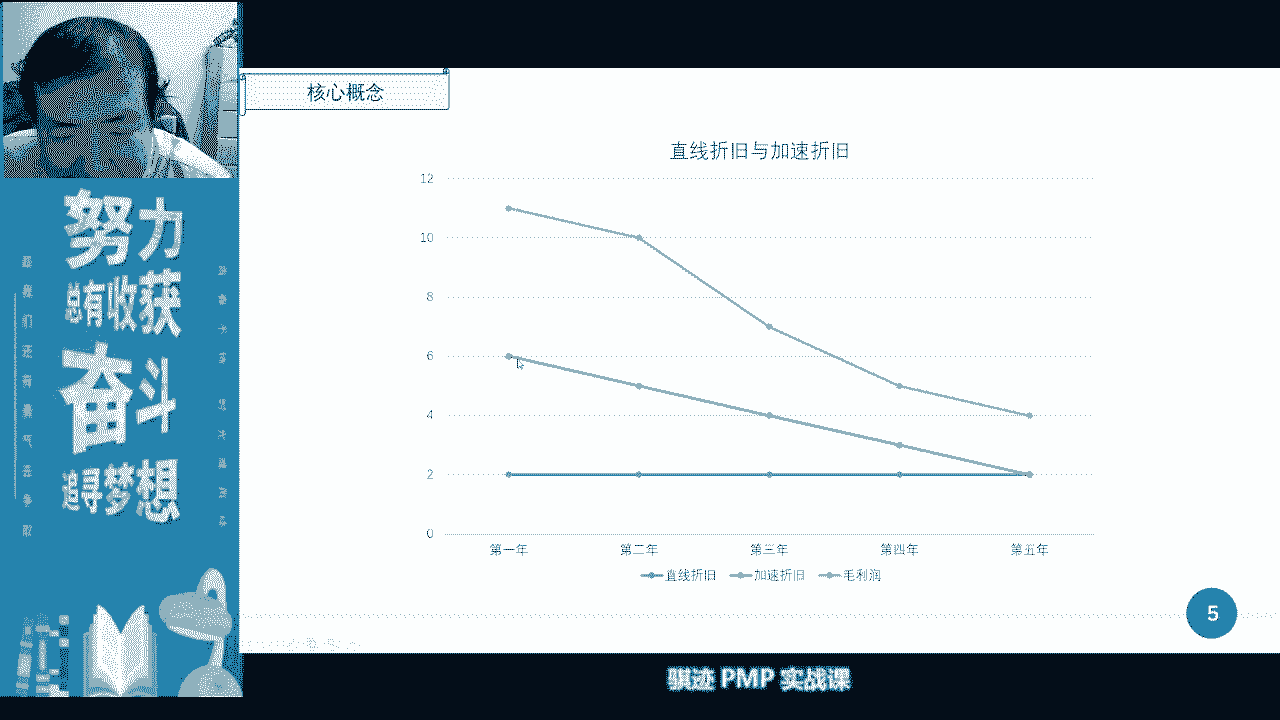 核心概念
直线折旧与加速折旧
12
10
8
6
4
2
0
第一年 第二年 第三年 第四年 第五年
直线折旧 加速折旧 毛利润
5
努力
总有收获
奋斗
追寻梦想
骐迹 PMP 实战课